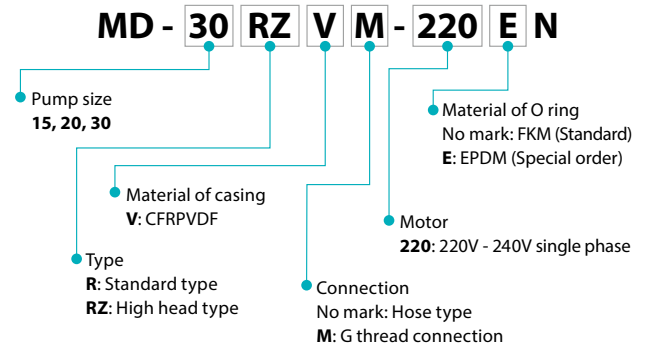 MD - 30 RZ V M - 220 E N
Pump size
15, 20, 30
Material of O ring
No mark: FKM (Standard)
E: EPDM (Special order)
Material of casing
V: CFRPVDF
Motor
220: 220V - 240V single phase
Type
R: Standard type
RZ: High head type
Connection
No mark: Hose type
M: G thread connection